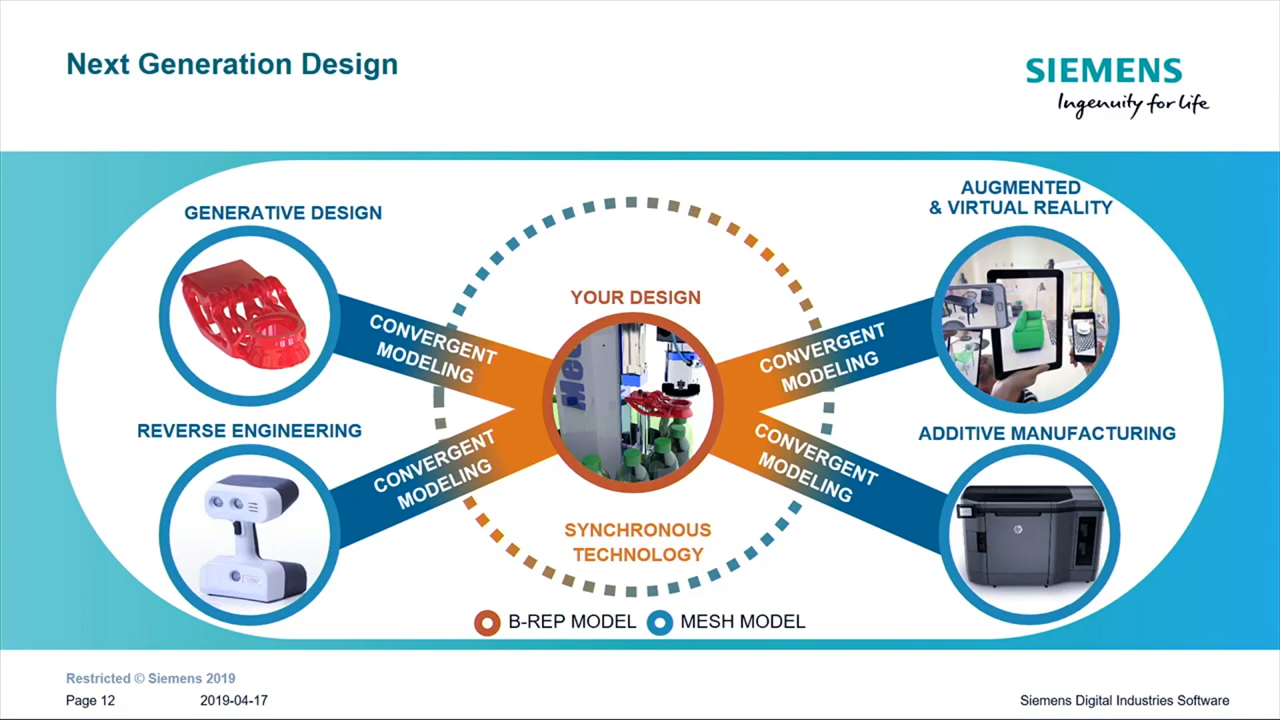 Next Generation Design
SIEMENS
Ingenuity for life
GENERATIVE DESIGN
AUGMENTED
& VIRTUAL REALITY
YOUR DESIGN
CONVERGENT
MODELING
CONVERGENT
MODELING
REVERSE ENGINEERING
ADDITIVE MANUFACTURING
CONVERGENT
MODELING
CONVERGENT
MODELING
SYNCHRONOUS
TECHNOLOGY
hp
B-REP MODEL
MESH MODEL
Restricted © Siemens 2019
Page 12
2019-04-17
Siemens Digital Industries Software